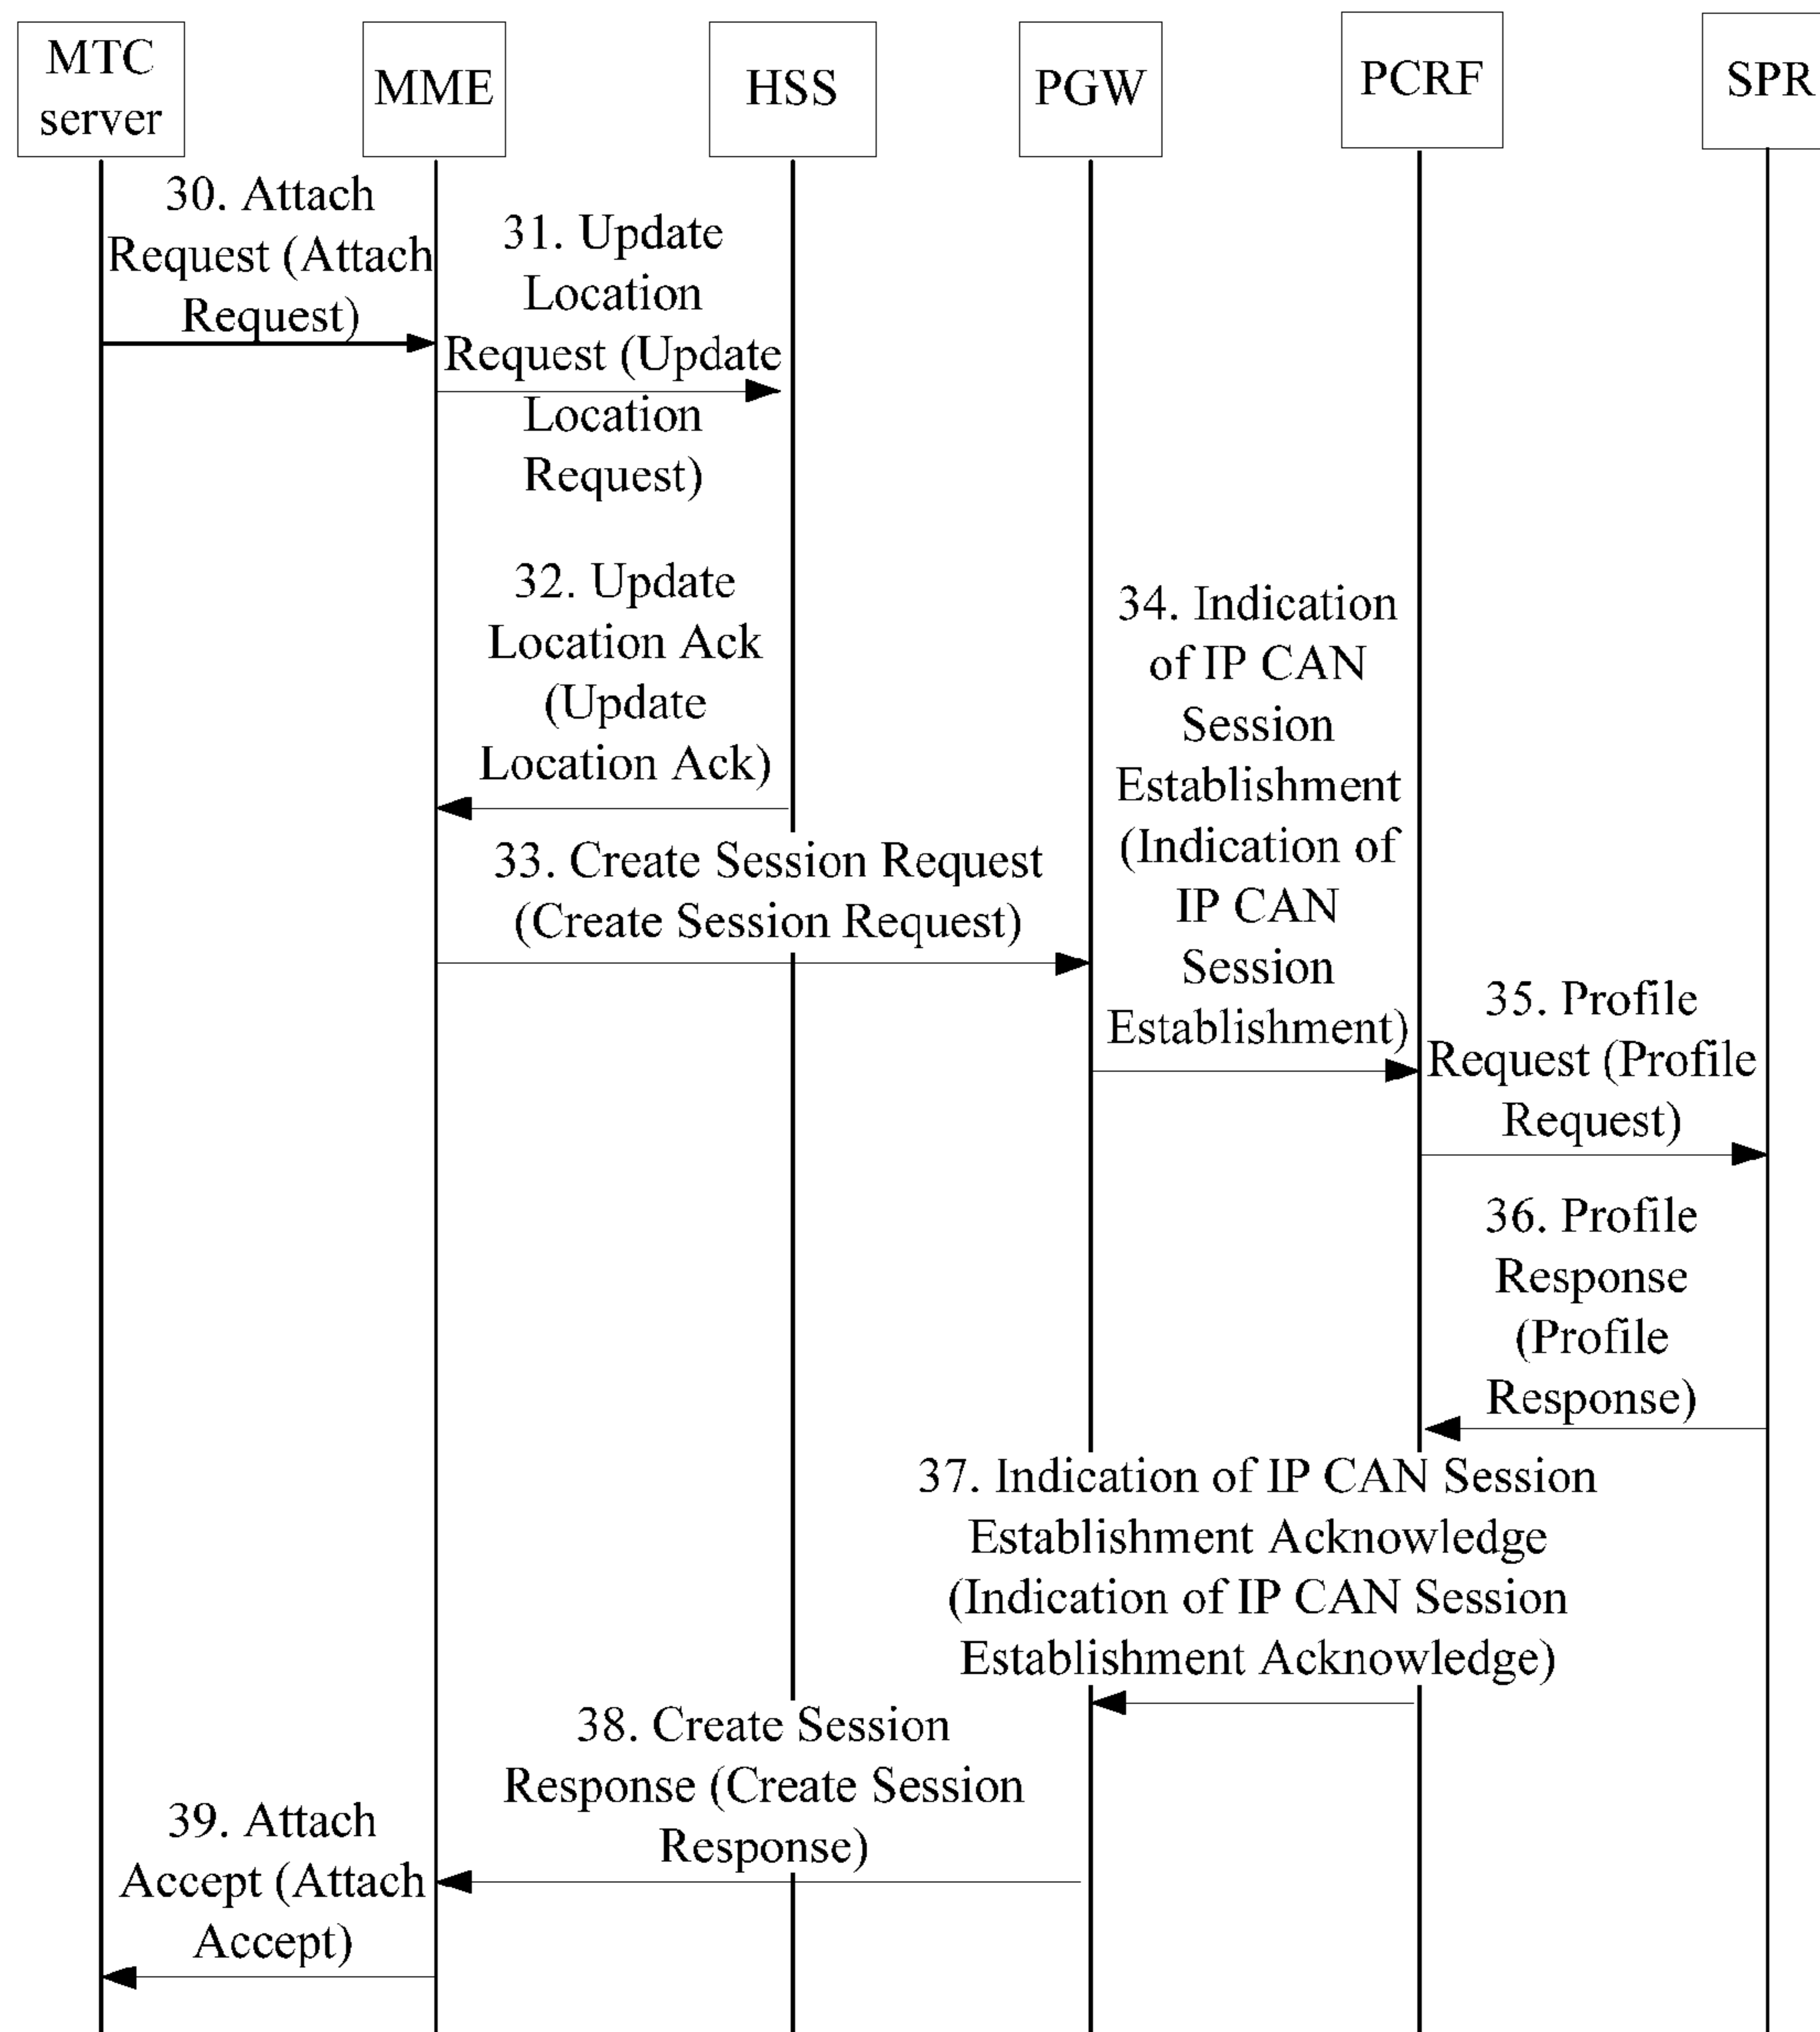 MTC
server
MME
HSS
PGW
PCRF
SPR
30. Attach
Request (Attach
Request)
31. Update
Location
Request (Update
Location
Request)
32. Update
Location Ack
(Update
Location Ack)
33. Create Session Request
(Create Session Request)
34. Indication
of IP CAN
Session
Establishment
(Indication of
IP CAN
Session
Establishment)
35. Profile
Request (Profile
Request)
36. Profile
Response
(Profile
Response)
37. Indication of IP CAN Session
Establishment Acknowledge
(Indication of IP CAN Session
Establishment Acknowledge)
38. Create Session
Response (Create Session
Response)
39. Attach
Accept (Attach
Accept)